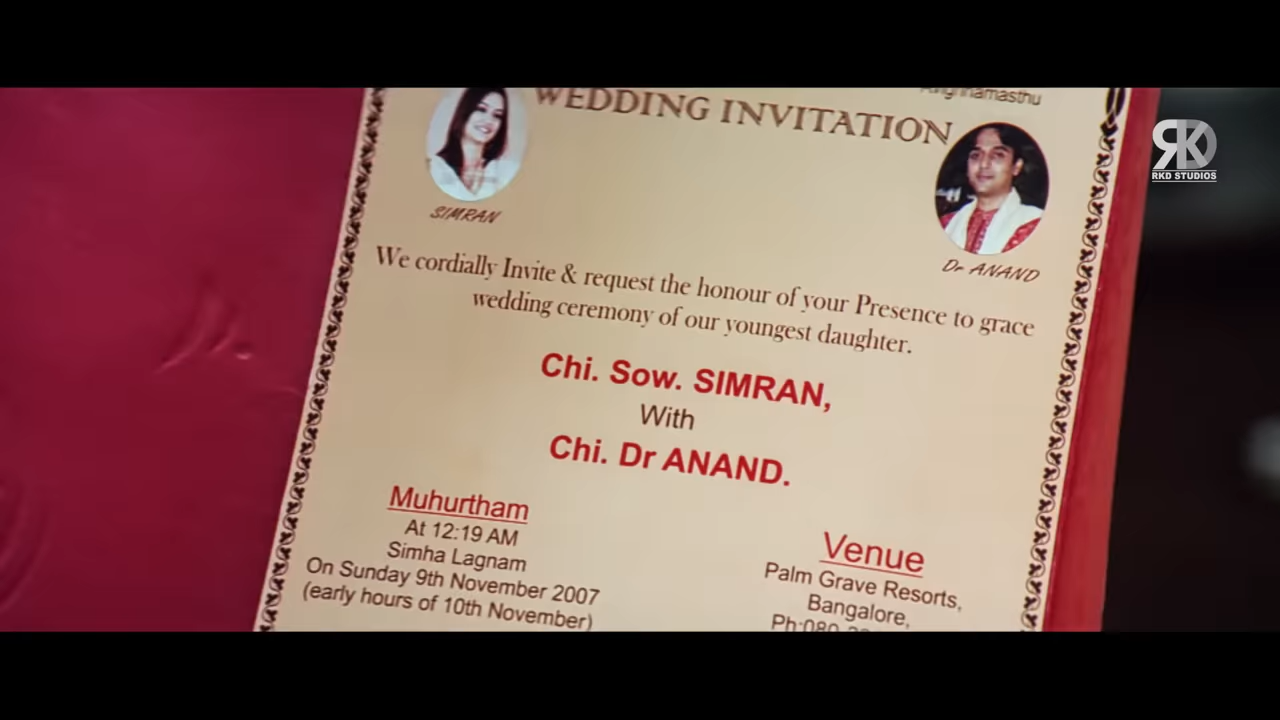 WEDDING INVITATION
RKD STUDIOS
SIMRAN
Dr ANAND
We cordially Invite & request the honour of your Presence to grace
wedding ceremony of our youngest daughter.
Chi. Sow. SIMRAN,
With
Chi. Dr ANAND.
Muhurtham
At 12:19 AM
Simha Lagnam
On Sunday 9th November 2007
(early hours of 10th November)
Venue
Palm Grave Resorts,
Bangalore,
Ph:080